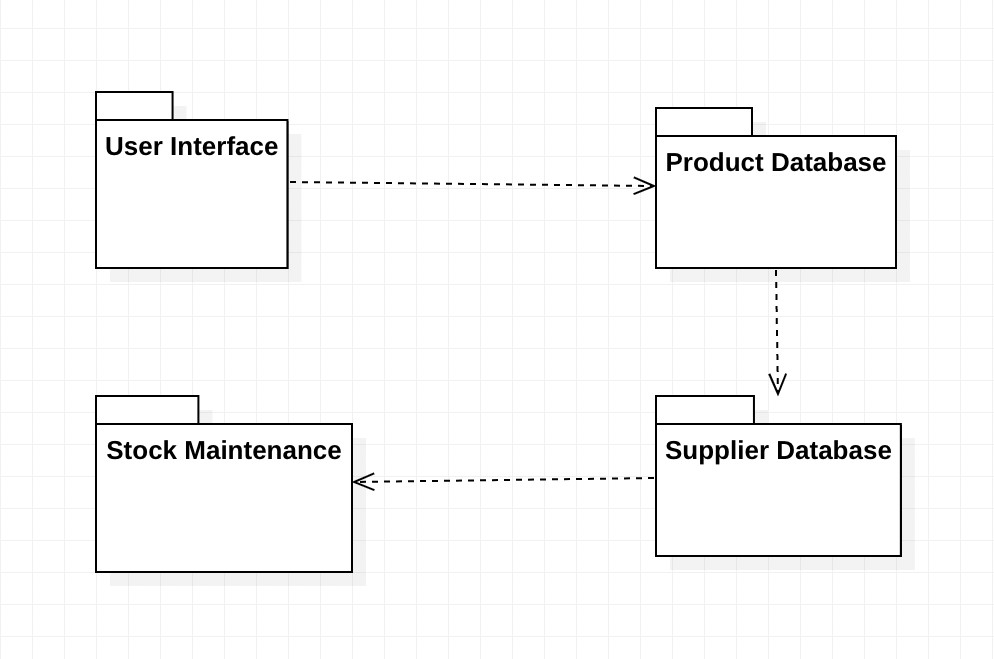 User Interface
Product Database
Stock Maintenance
Supplier Database